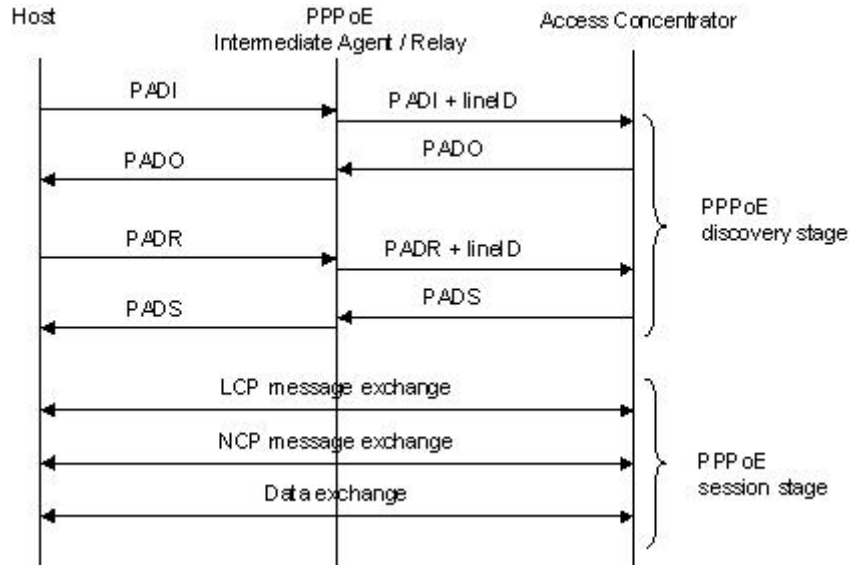 Host
PPPoE
Intermediate Agent / Relay
Access Concentrator
PADI
PADI + lineID
PADO
PADO
PADR
PADR + lineID
PADS
PADS
PPPoE
discovery stage
LCP message exchange
NCP message exchange
Data exchange
PPPoE
session stage